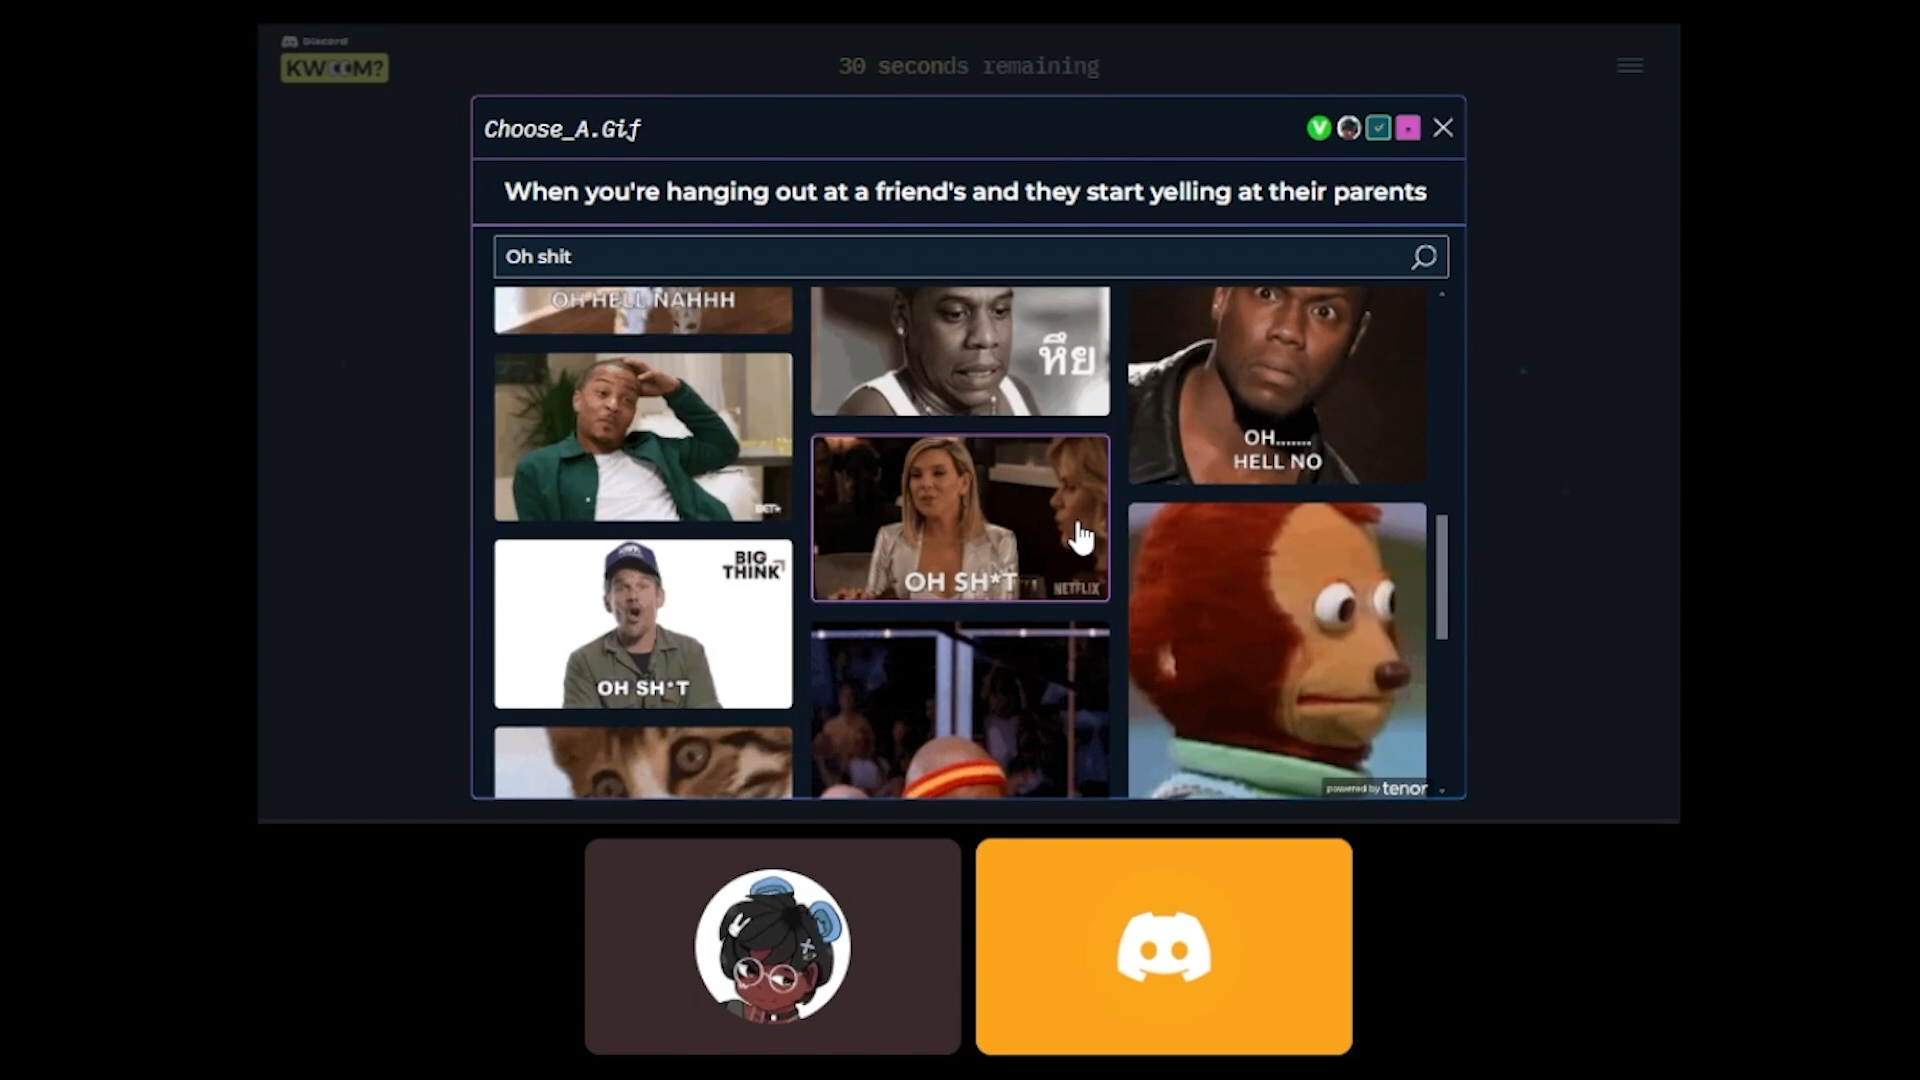 Discord
KWOOM?
30 seconds remaining
Choose_A.Gif
V
When you're hanging out at a friend's and they start yelling at their parents
Oh shit
OH HELL NAHHH
หืย
OH.......
HELL NO
BET+
OH SH*T
NETFLIX
BIG
THINK
OH SH*T
powered by tenor